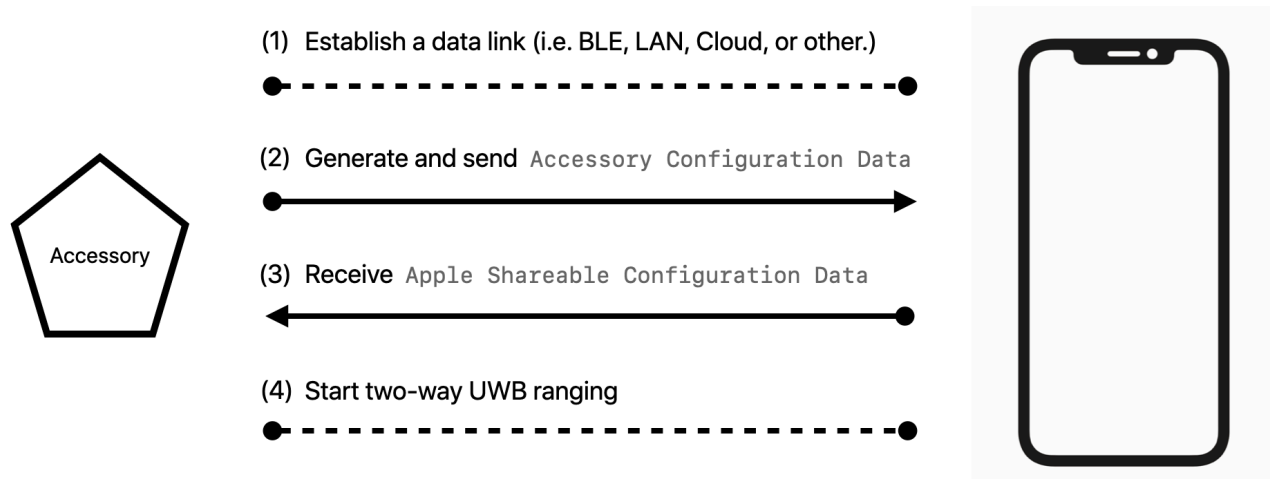 (1) Establish a data link (i.e. BLE, LAN, Cloud, or other.)
(2) Generate and send Accessory Configuration Data
Accessory
(3) Receive Apple Shareable Configuration Data
(4) Start two-way UWB ranging